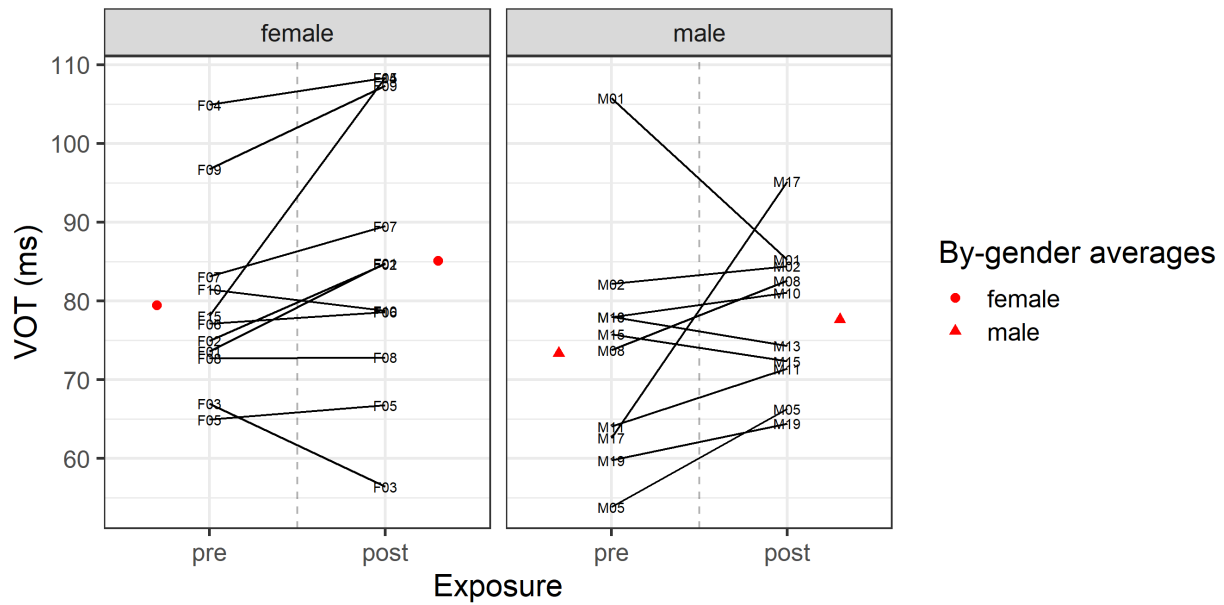 female
male
110
100
90
80
70
60
VOT (ms)
F04
F09
F07
F10
F15
F06
F02
F01
F08
F03
F05
F09
F07
F08
F05
F03
M01
M02
M15
M08
M11
M17
M19
M05
M17
M01
M02
M08
M10
M13
M15
M11
M05
M19
pre
post
pre
post
Exposure
By-gender averages
female
male